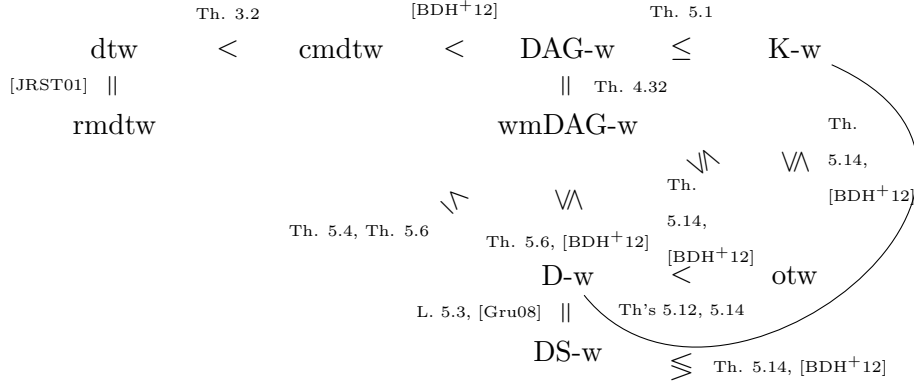 Th. 3.2 [BDH+12] Th. 5.1
dtw < cmdtw < DAG-w ≤ K-w
[JRST01] || || Th. 4.32
rmdtw wmDAG-w
Th.
5.14,
[BDH+12]
Th.
5.14,
[BDH+12]
Th. 5.4, Th. 5.6
Th. 5.6, [BDH+12]
D-w < otw
L. 5.3, [Gru08] || Th's 5.12, 5.14
DS-w
≶ Th. 5.14, [BDH+12]